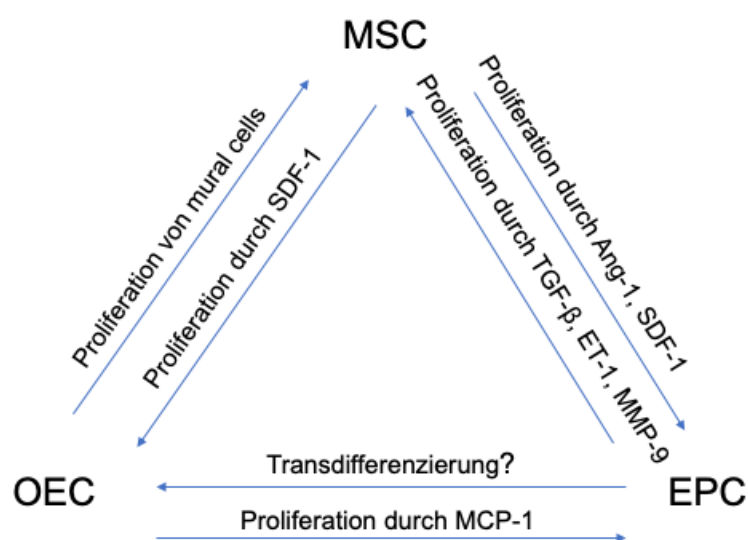 MSC
Proliferation von mural cells
Proliferation durch SDF-1
Proliferation durch TGF-β, ET-1, MMP-9
Proliferation durch Ang-1, SDF-1
Transdifferenzierung?
OEC
EPC
Proliferation durch MCP-1